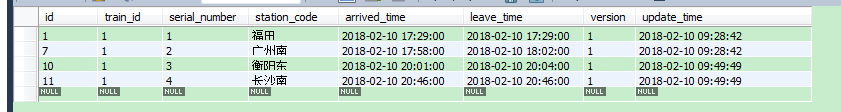 id train_id serial_number station_code arrived_time leave_time version update_time
1 1 1 福田 2018-02-10 17:29:00 2018-02-10 17:29:00 1 2018-02-10 09:28:42
7 1 2 广州南 2018-02-10 17:58:00 2018-02-10 18:02:00 1 2018-02-10 09:28:42
10 1 3 衡阳东 2018-02-10 20:01:00 2018-02-10 20:04:00 1 2018-02-10 09:49:49
11 1 4 长沙南 2018-02-10 20:46:00 2018-02-10 20:46:00 1 2018-02-10 09:49:49
NULL NULL NULL NULL NULL NULL NULL NULL